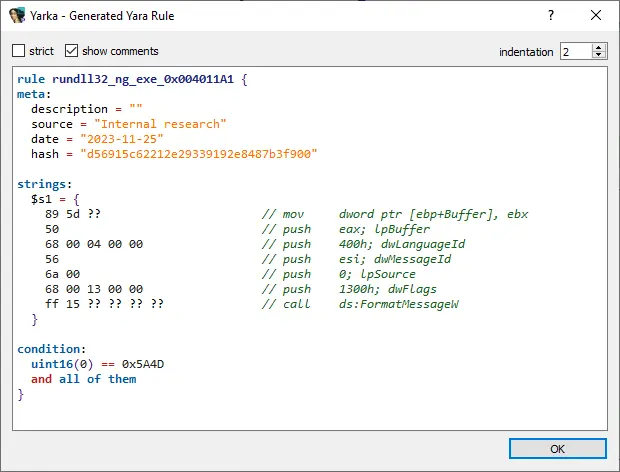 Yarka - Generated Yara Rule
strict show comments indentation 2
rule rundll32_ng_exe_0x004011A1 {
meta:
  description = ""
  source = "Internal research"
  date = "2023-11-25"
  hash = "d56915c62212e29339192e8487b3f900"

strings:
  $s1 = {
    89 5d ?? // mov dword ptr [ebp+Buffer], ebx
    50 // push eax; lpBuffer
    68 00 04 00 00 // push 400h; dwLanguageId
    56 // push esi; dwMessageId
    6a 00 // push 0; lpSource
    68 00 13 00 00 // push 1300h; dwFlags
    ff 15 ?? ?? ?? ?? // call ds:FormatMessageW
  }

condition:
  uint16(0) == 0x5A4D
  and all of them
}
OK